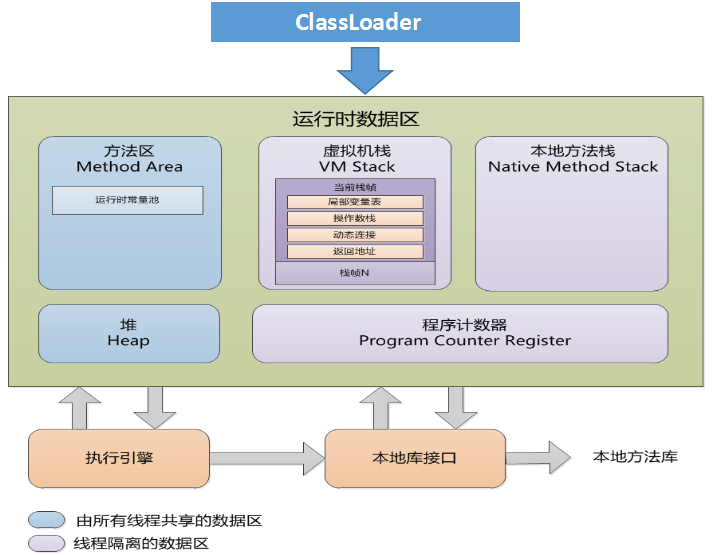 ClassLoader
运行时数据区
方法区
Method Area
运行时常量池
虚拟机栈
VM Stack
当前栈帧
局部变量表
操作数栈
动态连接
返回地址
栈帧N
本地方法栈
Native Method Stack
堆
Heap
程序计数器
Program Counter Register
执行引擎
本地库接口
本地方法库
由所有线程共享的数据区
线程隔离的数据区